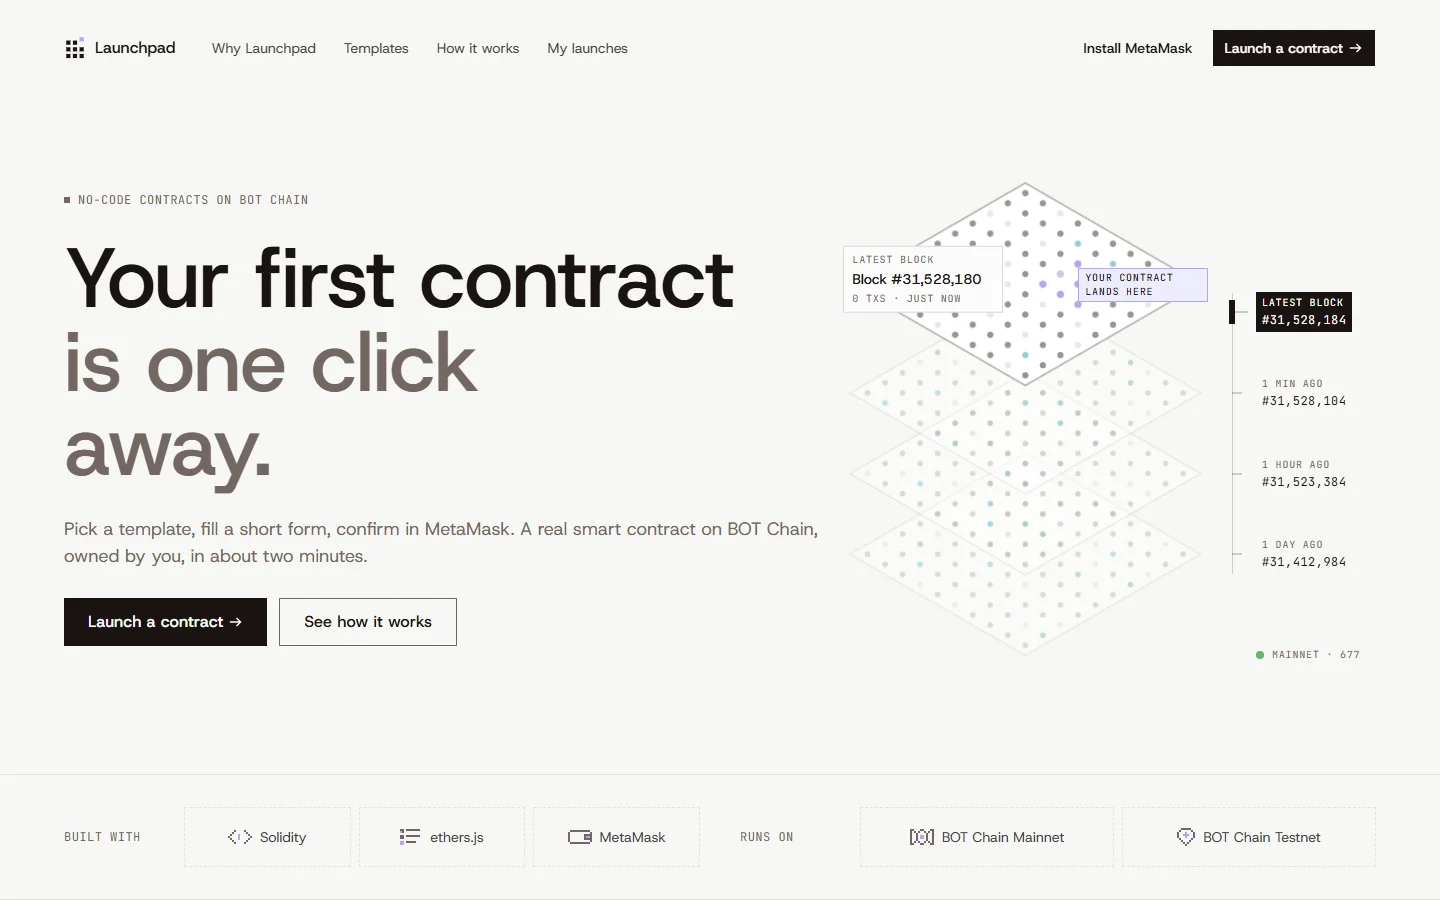 Launchpad
Why Launchpad
Templates
How it works
My launches
Install MetaMask
Launch a contract →
NO-CODE CONTRACTS ON BOT CHAIN
Your first contract
is one click
away.
Pick a template, fill a short form, confirm in MetaMask. A real smart contract on BOT Chain,
owned by you, in about two minutes.
Launch a contract →
See how it works
LATEST BLOCK
Block #31,528,180
0 TXS · JUST NOW
YOUR CONTRACT
LANDS HERE
LATEST BLOCK
#31,528,184
1 MIN AGO
#31,528,104
1 HOUR AGO
#31,523,384
1 DAY AGO
#31,412,984
MAINNET · 677
BUILT WITH
Solidity
ethers.js
MetaMask
RUNS ON
BOT Chain Mainnet
BOT Chain Testnet